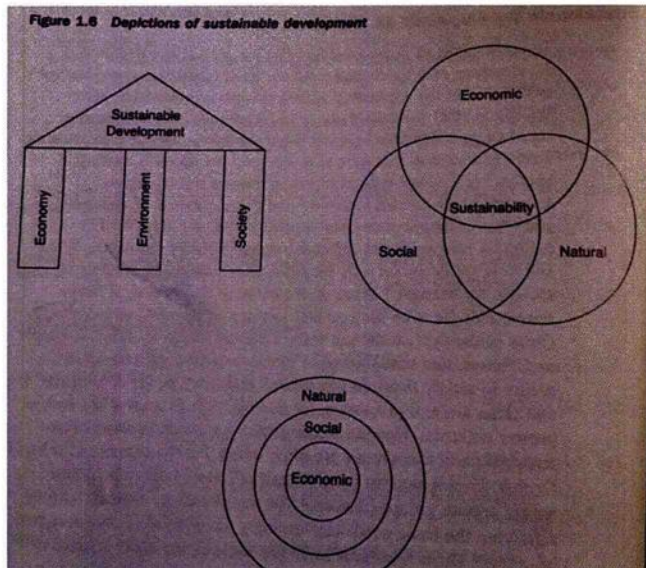 Figure 1.6 Depictions of sustainable development
Sustainable
Development
Economy
Environment
Society
Economic
Sustainability
Social
Natural
Natural
Social
Economic